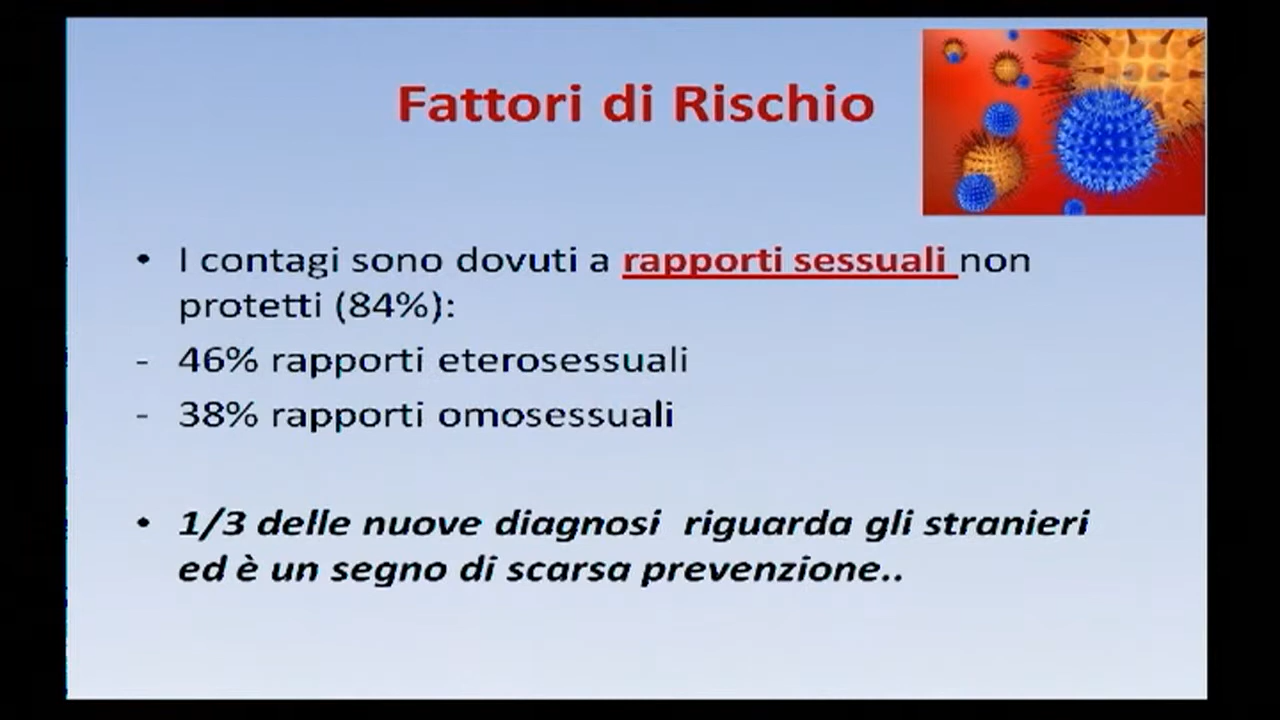 Fattori di Rischio
• I contagi sono dovuti a rapporti sessuali non
protetti (84%):
- 46% rapporti eterosessuali
- 38% rapporti omosessuali
• 1/3 delle nuove diagnosi riguarda gli stranieri
ed è un segno di scarsa prevenzione..